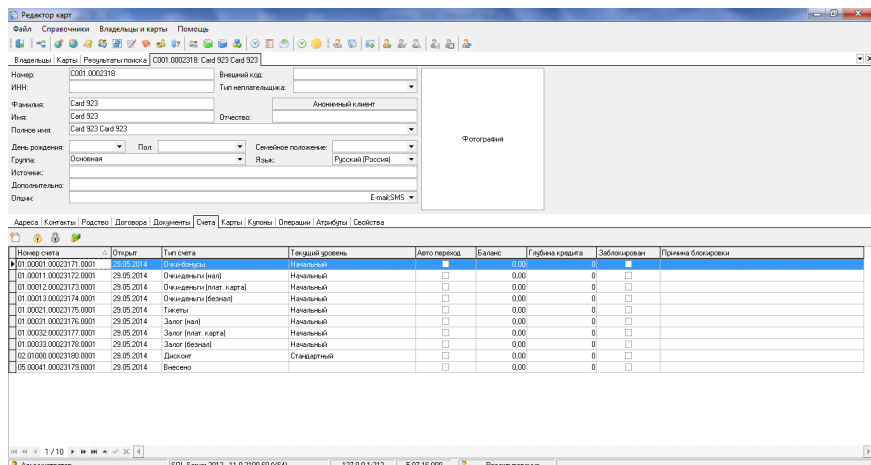 Редактор карт
Файл Справочники Владельцы и карты Помощь
Владельцы Карты Результаты поиска C001.0002318: Card 923 Card 923
Номер: C001.0002318 Внешний код:
ИНН: Тип неплательщика:
Фамилия: Card 923 Анонимный клиент
Имя: Card 923 Отчество:
Полное имя: Card 923 Card 923
Фотография
День рождения: Пол: Семейное положение:
Группа: Основная Язык: Русский (Россия)
Источник:
Дополнительно:
Опции: E-mail;SMS
Адреса Контакты Родство Договора Документы Счета Карты Купоны Операции Атрибуты Свойства
Номер счета Открыт Тип счета Текущий уровень Авто переход Баланс Глубина кредита Заблокирован Причина блокировки
01.00001.00023171.0001 29.05.2014 Очки-бонусы Начальный 0,00 0
01.00011.00023172.0001 29.05.2014 Очки-деньги (нал) Начальный 0,00 0
01.00012.00023173.0001 29.05.2014 Очки-деньги (плат. карта) Начальный 0,00 0
01.00013.00023174.0001 29.05.2014 Очки-деньги (безнал) Начальный 0,00 0
01.00021.00023175.0001 29.05.2014 Тикеты Начальный 0,00 0
01.00031.00023176.0001 29.05.2014 Залог (нал) Начальный 0,00 0
01.00032.00023177.0001 29.05.2014 Залог (плат. карта) Начальный 0,00 0
01.00033.00023178.0001 29.05.2014 Залог (безнал) Начальный 0,00 0
02.01000.00023180.0001 29.05.2014 Дисконт Стандартный 0,00 0
05.00041.00023179.0001 29.05.2014 Внесено 0,00 0
1 / 10